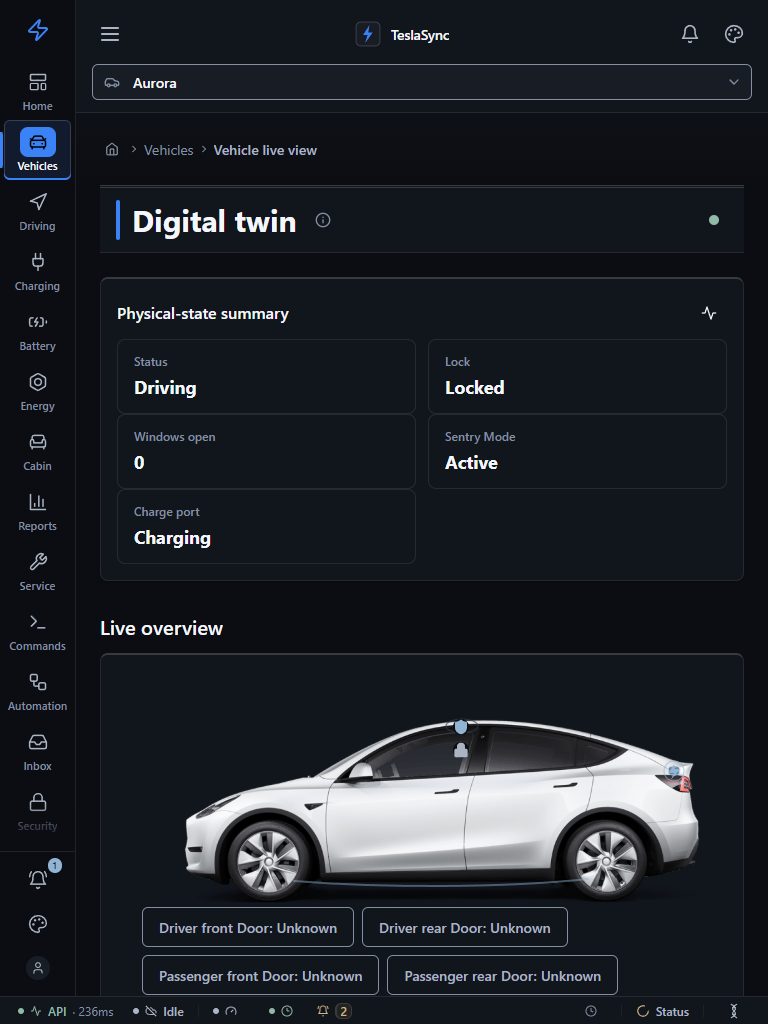 TeslaSync
Aurora
Home
Vehicles
Driving
Charging
Battery
Energy
Cabin
Reports
Service
Commands
Automation
Inbox
Security
1
Vehicles
Vehicle live view
Digital twin
Physical-state summary
Status
Driving
Lock
Locked
Windows open
0
Sentry Mode
Active
Charge port
Charging
Live overview
Driver front Door: Unknown
Driver rear Door: Unknown
Passenger front Door: Unknown
Passenger rear Door: Unknown
API · 236ms
Idle
2
Status